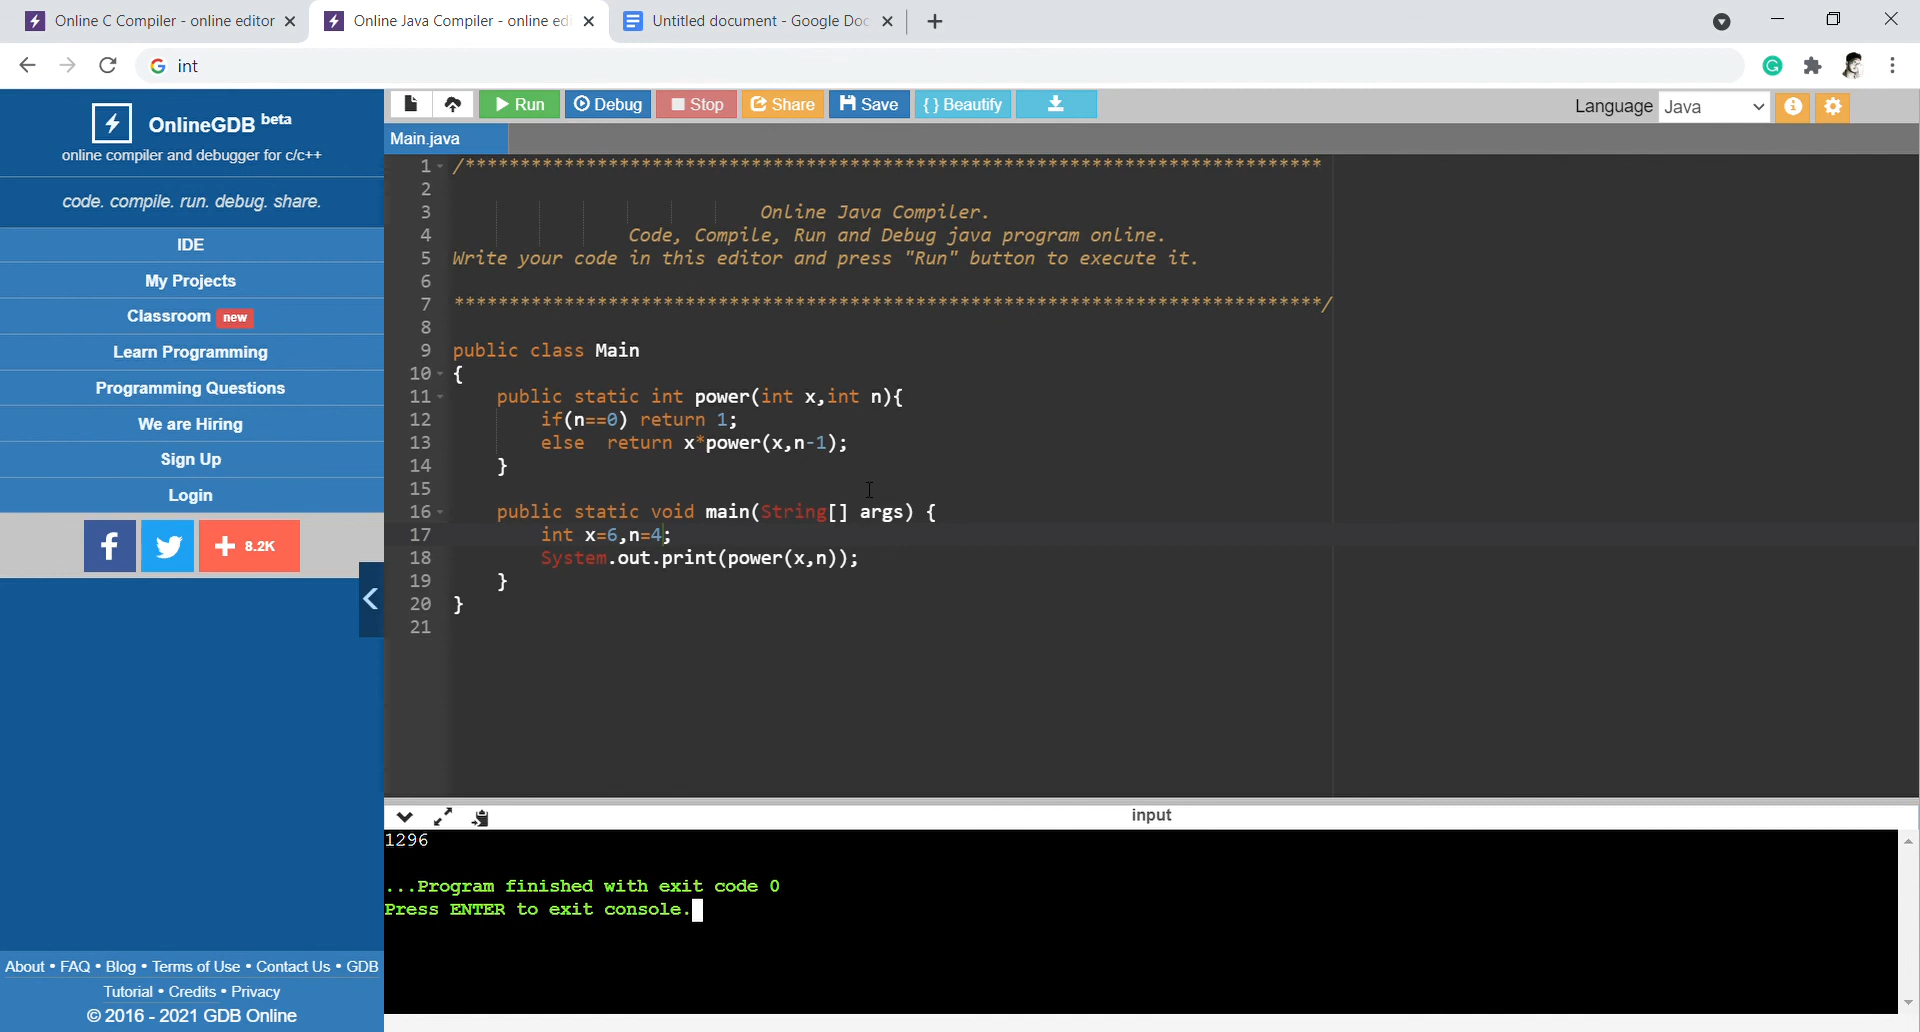 Online C Compiler - online editor
Online Java Compiler - online edi
Untitled document - Google Doc
int
OnlineGDB beta
online compiler and debugger for c/c++
code. compile. run. debug. share.
IDE
My Projects
Classroom new
Learn Programming
Programming Questions
We are Hiring
Sign Up
Login
8.2K
About • FAQ • Blog • Terms of Use • Contact Us • GDB
Tutorial • Credits • Privacy
© 2016 - 2021 GDB Online
Run Debug Stop Share Save { } Beautify
Language Java
Main.java
1 /******************************************************************************
2
3 Online Java Compiler.
4 Code, Compile, Run and Debug java program online.
5 Write your code in this editor and press "Run" button to execute it.
6
7 *******************************************************************************/
8
9 public class Main
10 {
11 public static int power(int x,int n){
12 if(n==0) return 1;
13 else  return x*power(x,n-1);
14 }
15
16 public static void main(String[] args) {
17 int x=6,n=4;
18 System.out.print(power(x,n));
19 }
20 }
21
input
1296
...Program finished with exit code 0
Press ENTER to exit console.